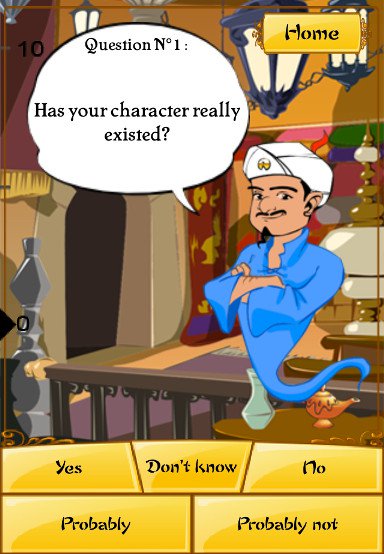 10
Question N°1 :
Home
Has your character really
existed?
0
Yes
Don't know
No
Probably
Probably not